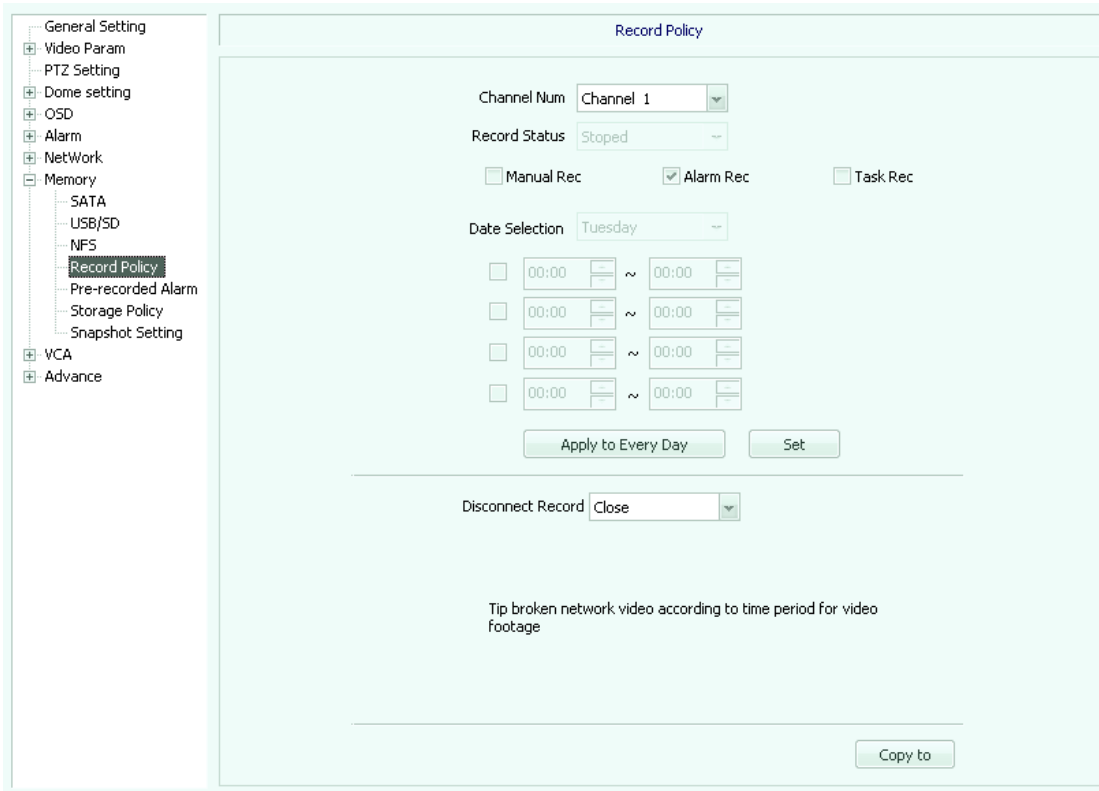 General Setting
Video Param
PTZ Setting
Dome setting
OSD
Alarm
NetWork
Memory
SATA
USB/SD
NFS
Record Policy
Pre-recorded Alarm
Storage Policy
Snapshot Setting
VCA
Advance
Record Policy
Channel Num Channel 1
Record Status Stoped
Manual Rec Alarm Rec Task Rec
Date Selection Tuesday
00:00 ~ 00:00
00:00 ~ 00:00
00:00 ~ 00:00
00:00 ~ 00:00
Apply to Every Day Set
Disconnect Record Close
Tip broken network video according to time period for video
footage
Copy to